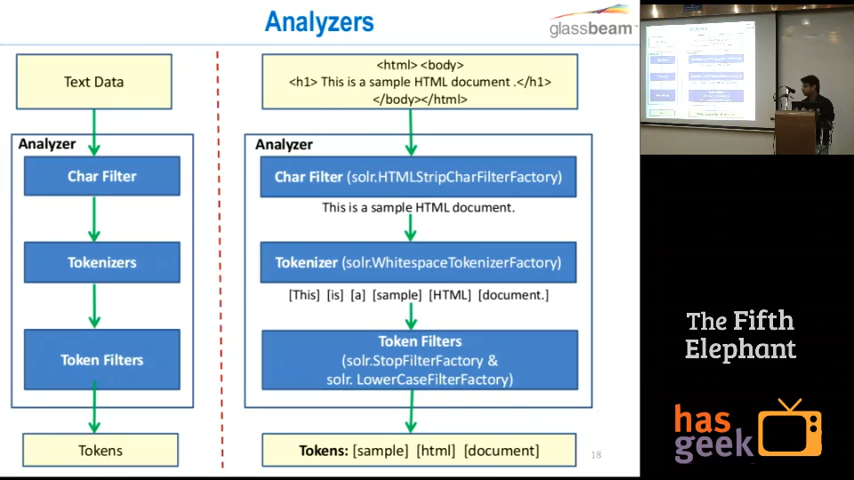 Analyzers
glassbeam
Text Data
Analyzer
Char Filter
Tokenizers
Token Filters
Tokens
<html> <body>
<h1> This is a sample HTML document .</h1>
</body></html>
Analyzer
Char Filter (solr.HTMLStripCharFilterFactory)
This is a sample HTML document.
Tokenizer (solr.WhitespaceTokenizerFactory)
[This] [is] [a] [sample] [HTML] [document.]
Token Filters
(solr.StopFilterFactory &
solr. LowerCaseFilterFactory)
Tokens: [sample] [html] [document]
18
The Fifth
Elephant
has
geek